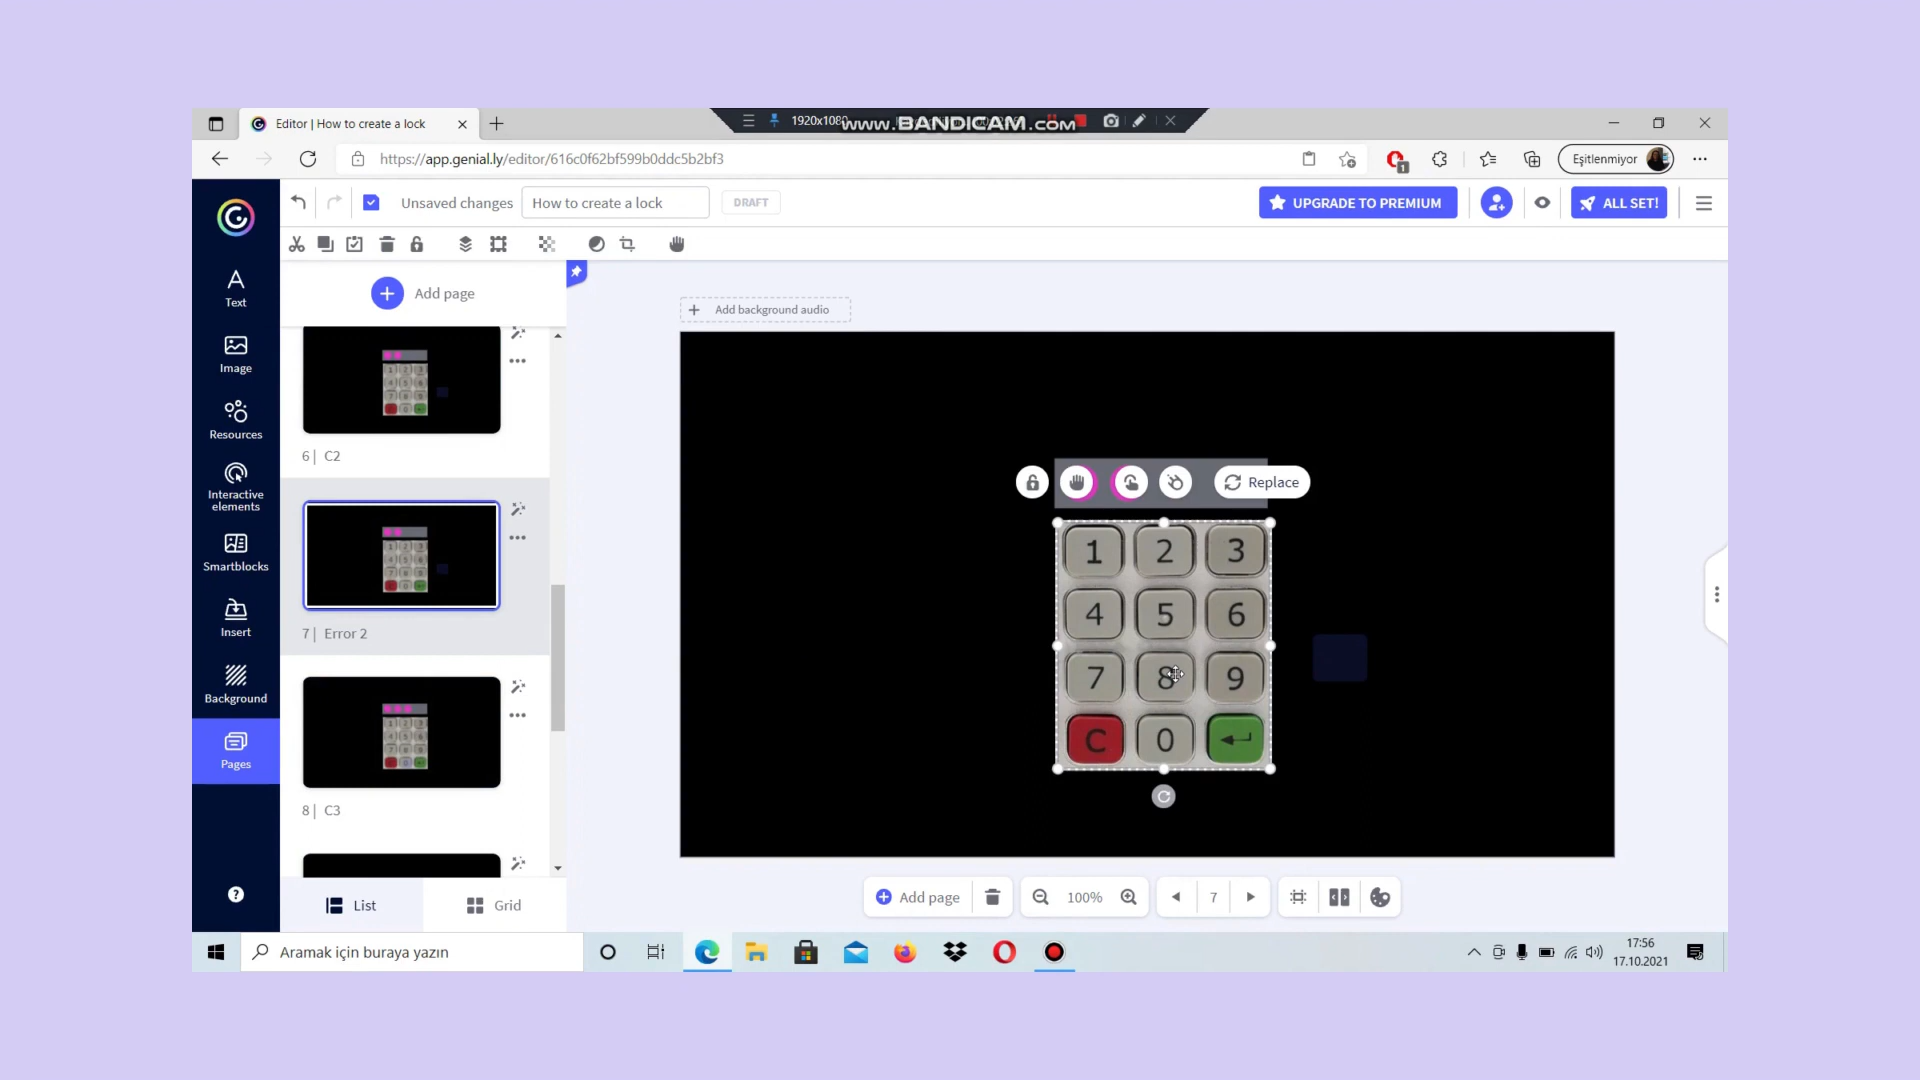 Editor | How to create a lock
1920x1080
www.BANDICAM.com
https://app.genial.ly/editor/616c0f62bf599b0ddc5b2bf3
1
Eşitlenmiyor
Unsaved changes
How to create a lock
DRAFT
UPGRADE TO PREMIUM
ALL SET!
Text
Image
Resources
Interactive
elements
Smartblocks
Insert
Background
Pages
Add page
6 | C2
7 | Error 2
8 | C3
List
Grid
Add background audio
Replace
1 2 3
4 5 6
7 8 9
C 0
Add page
100%
7
Aramak için buraya yazın
17:56
17.10.2021